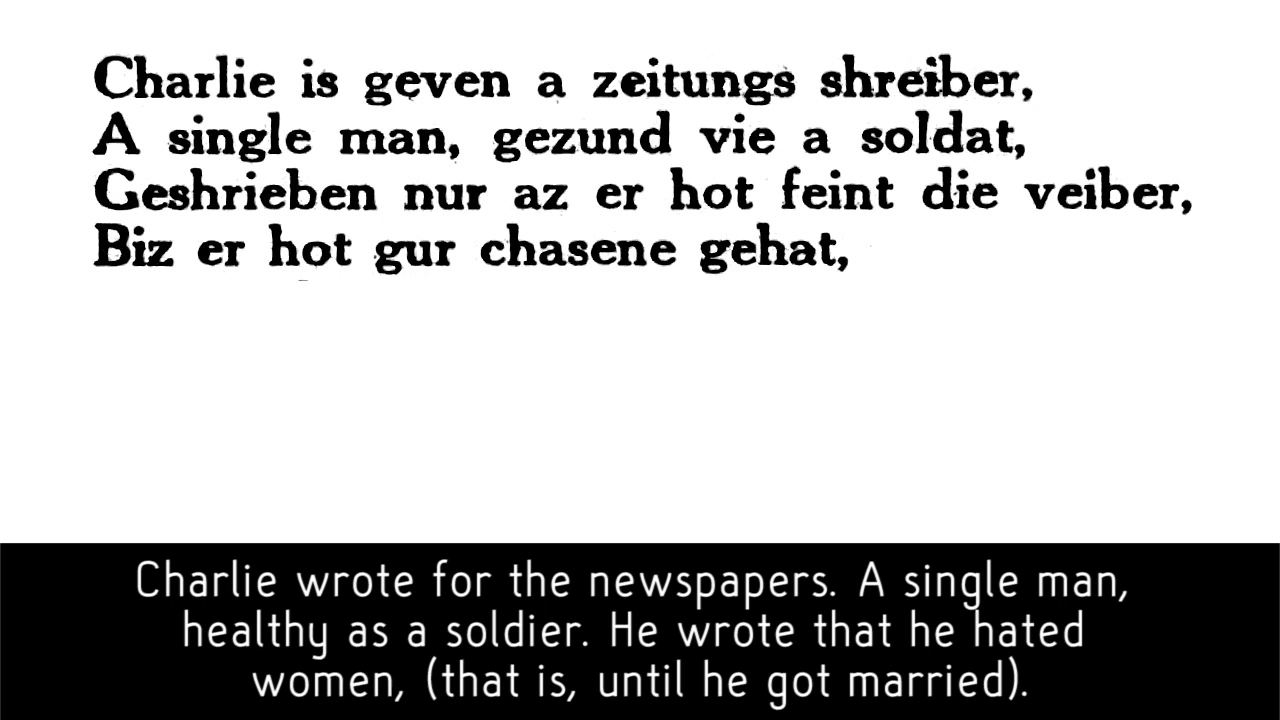 Charlie is geven a zeitungs shreiber,
A single man, gezund vie a soldat,
Geshrieben nur az er hot feint die veiber,
Biz er hot gur chasene gehat,
Charlie wrote for the newspapers. A single man,
healthy as a soldier. He wrote that he hated
women, (that is, until he got married).